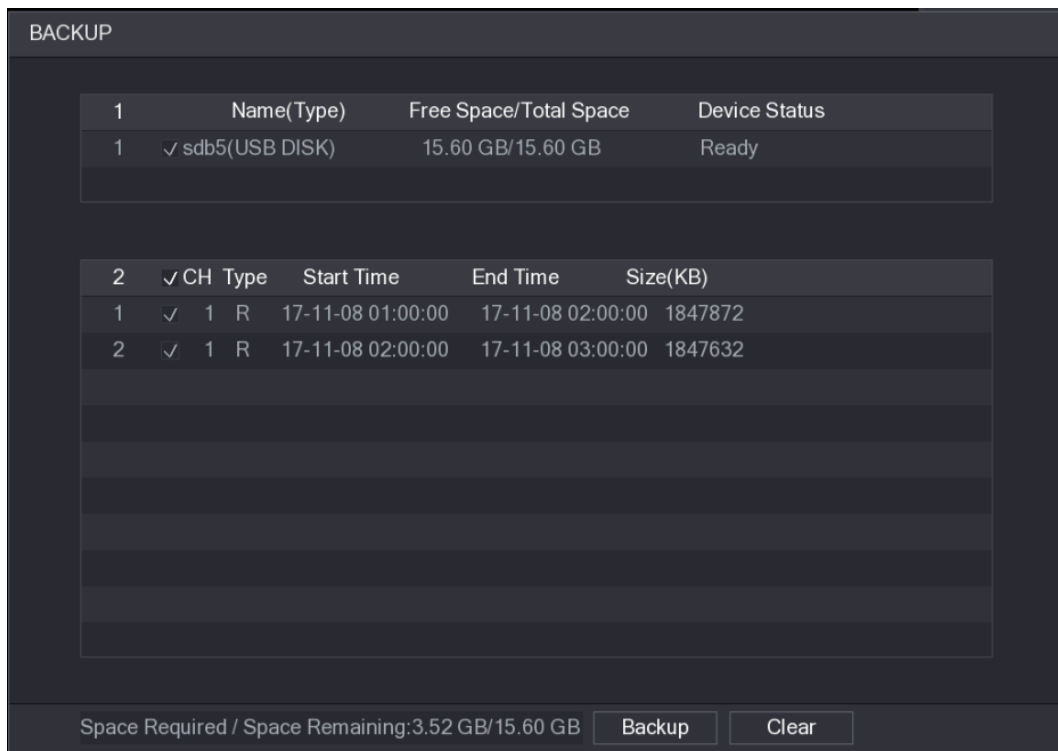 BACKUP
1 Name(Type) Free Space/Total Space Device Status
1 sdb5(USB DISK) 15.60 GB/15.60 GB Ready
2 CH Type Start Time End Time Size(KB)
1 1 R 17-11-08 01:00:00 17-11-08 02:00:00 1847872
2 1 R 17-11-08 02:00:00 17-11-08 03:00:00 1847632
Space Required / Space Remaining:3.52 GB/15.60 GB Backup Clear